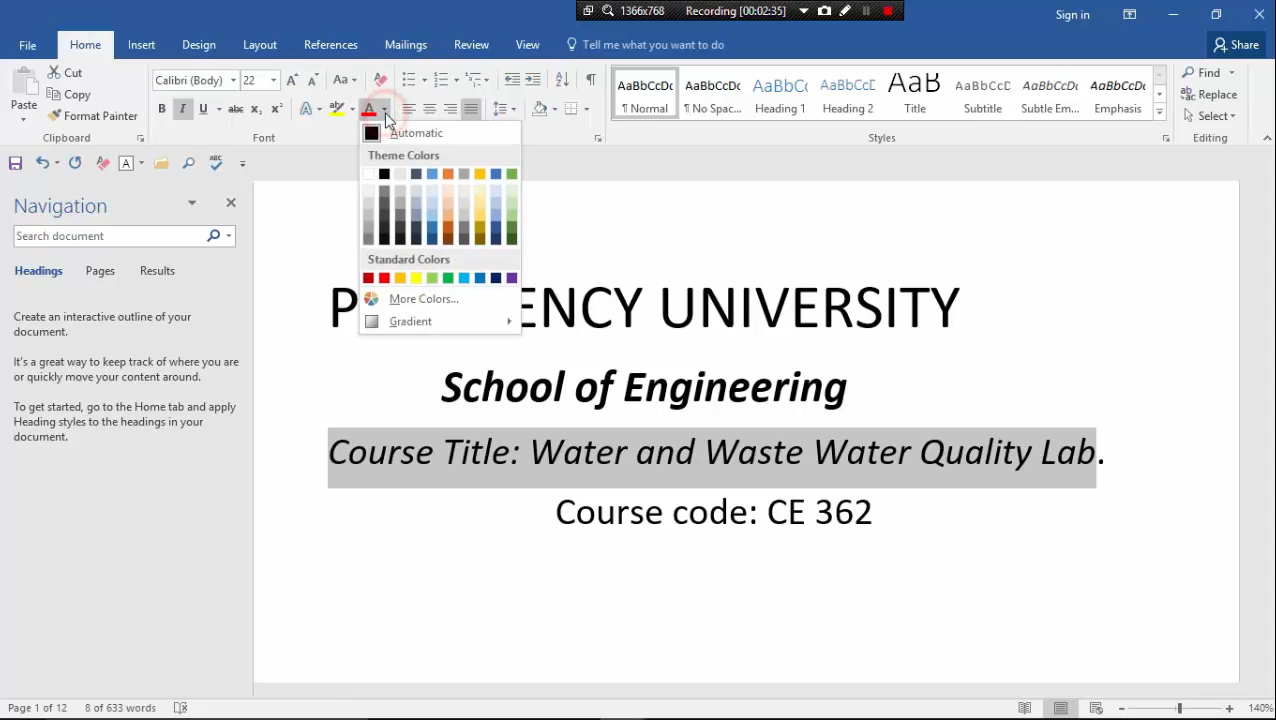 1366x768 Recording [00:02:35]
Sign in
File Home Insert Design Layout References Mailings Review View Tell me what you want to do Share
Paste Cut Copy Format Painter
Calibri (Body) 22
Clipboard Font Styles Editing
AaBbCcDc ¶ Normal
AaBbCcDc ¶ No Spac...
AaBbCc Heading 1
AaBbCcC Heading 2
AaB Title
AaBbCcC Subtitle
AaBbCcDc Emphasis
Find
Replace
Select
Automatic
Theme Colors
Standard Colors
More Colors...
Gradient
Navigation
Search document
Headings Pages Results
Create an interactive outline of your
document.
It's a great way to keep track of where you are
or quickly move your content around.
To get started, go to the Home tab and apply
Heading styles to the headings in your
document.
P ENCY UNIVERSITY
School of Engineering
Course Title: Water and Waste Water Quality Lab.
Course code: CE 362
Page 1 of 12 8 of 633 words 140%